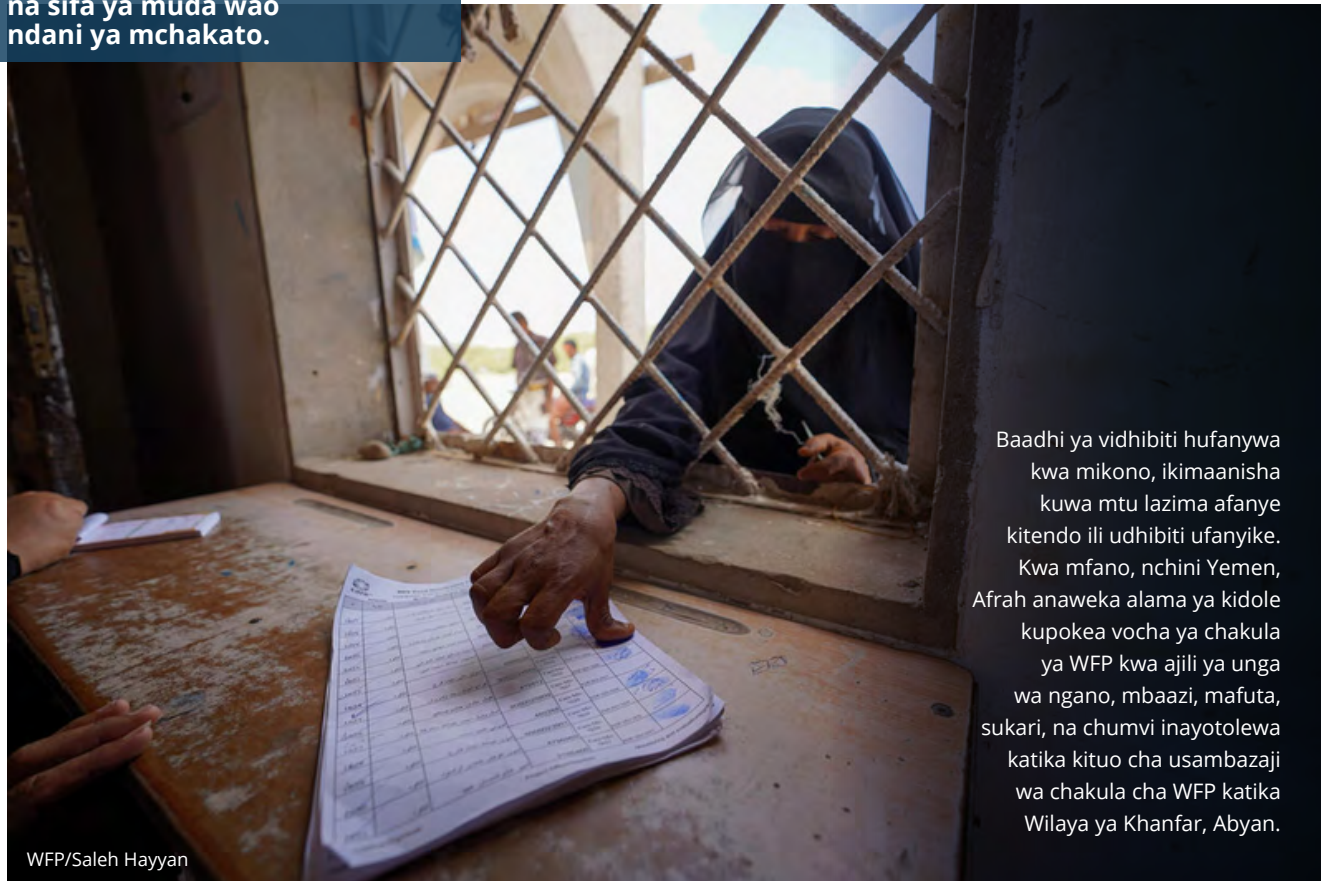 na sifa ya muda wao
ndani ya mchakato.
Baadhi ya vidhibiti hufanywa
kwa mikono, ikimaanisha
kuwa mtu lazima afanye
kitendo ili udhibiti ufanyike.
Kwa mfano, nchini Yemen,
Afrah anaweka alama ya kidole
kupokea vocha ya chakula
ya WFP kwa ajili ya unga
wa ngano, mbaazi, mafuta,
sukari, na chumvi inayotolewa
katika kituo cha usambazaji
wa chakula cha WFP katika
Wilaya ya Khanfar, Abyan.
WFP/Saleh Hayyan